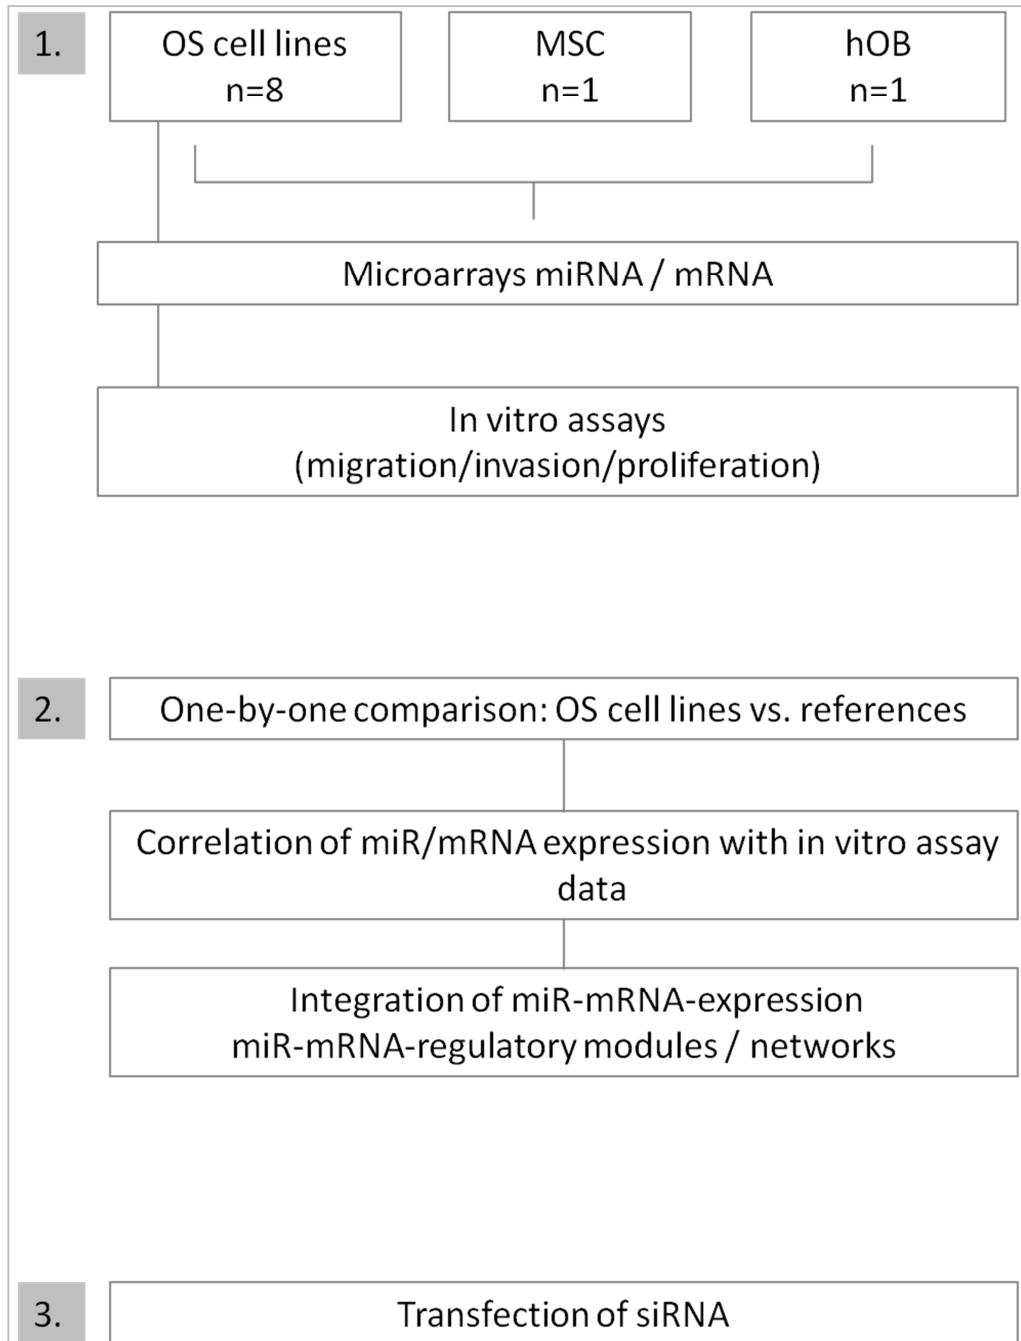 1.
OS cell lines
n=8
MSC
n=1
hOB
n=1
Microarrays miRNA / mRNA
In vitro assays
(migration/invasion/proliferation)
2.
One-by-one comparison: OS cell lines vs. references
Correlation of miR/mRNA expression with in vitro assay
data
Integration of miR-mRNA-expression
miR-mRNA-regulatory modules / networks
3.
Transfection of siRNA